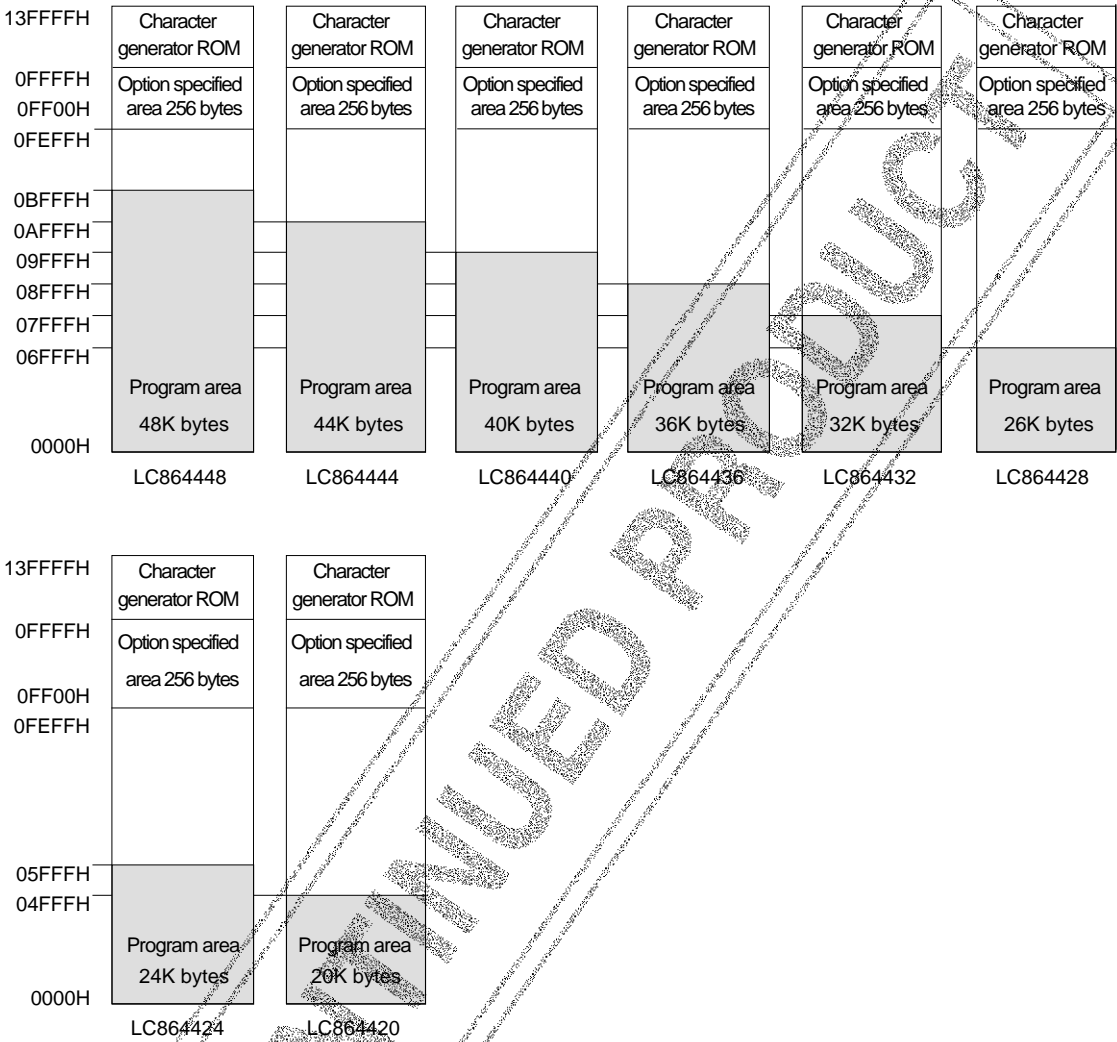 13FFFFH
0FFFFH
0FF00H
0FEFFH
0BFFFH
0AFFFH
09FFFH
08FFFH
07FFFH
06FFFH
0000H
Character
generator ROM
Option specified
area 256 bytes
Program area
48K bytes
LC864448
Character
generator ROM
Option specified
area 256 bytes
Program area
44K bytes
LC864444
Character
generator ROM
Option specified
area 256 bytes
Program area
40K bytes
LC864440
Character
generator ROM
Option specified
area 256 bytes
Program area
36K bytes
LC864436
Character
generator ROM
Option specified
area 256 bytes
Program area
32K bytes
LC864432
Character
generator ROM
Option specified
area 256 bytes
Program area
26K bytes
LC864428
13FFFFH
0FFFFH
0FF00H
0FEFFH
05FFFH
04FFFH
0000H
Character
generator ROM
Option specified
area 256 bytes
Program area
24K bytes
LC864424
Character
generator ROM
Option specified
area 256 bytes
Program area
20K bytes
LC864420
NTINUED PRODUCT